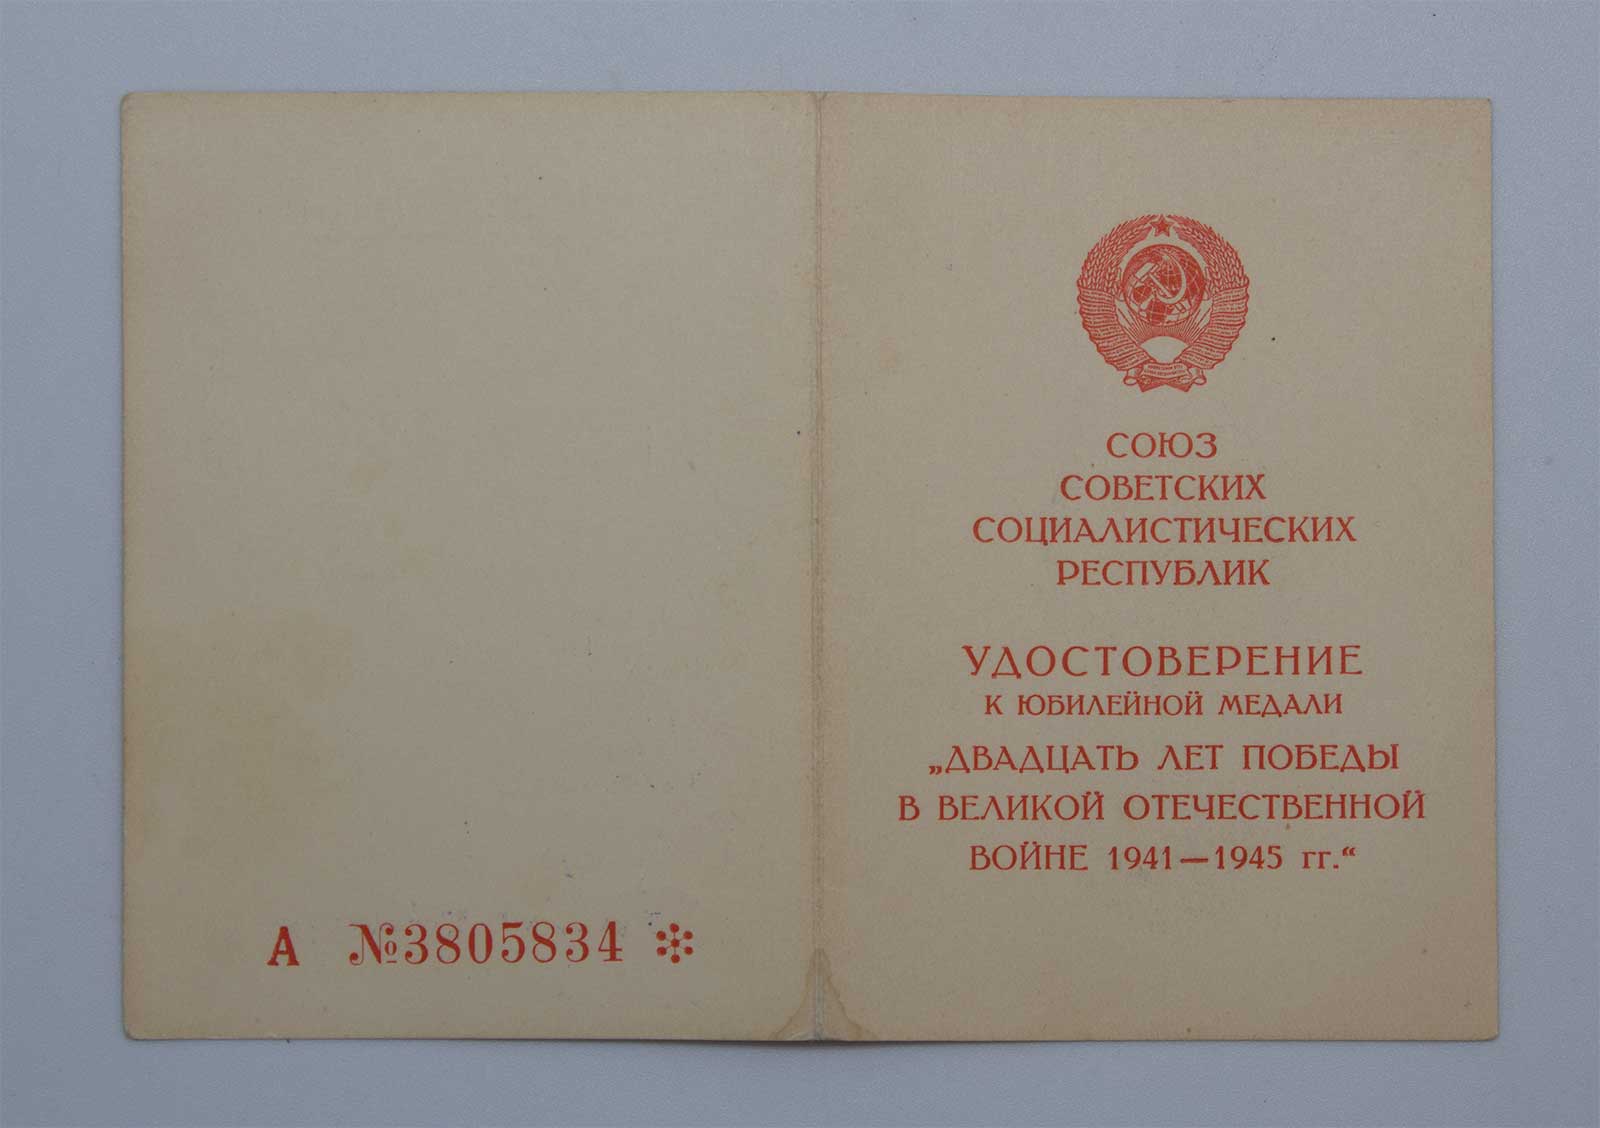 СОЮЗ
СОВЕТСКИХ
СОЦИАЛИСТИЧЕСКИХ
РЕСПУБЛИК
УДОСТОВЕРЕНИЕ
К ЮБИЛЕЙНОЙ МЕДАЛИ
„ДВАДЦАТЬ ЛЕТ ПОБЕДЫ
В ВЕЛИКОЙ ОТЕЧЕСТВЕННОЙ
ВОЙНЕ 1941—1945 гг.“
А №3805834